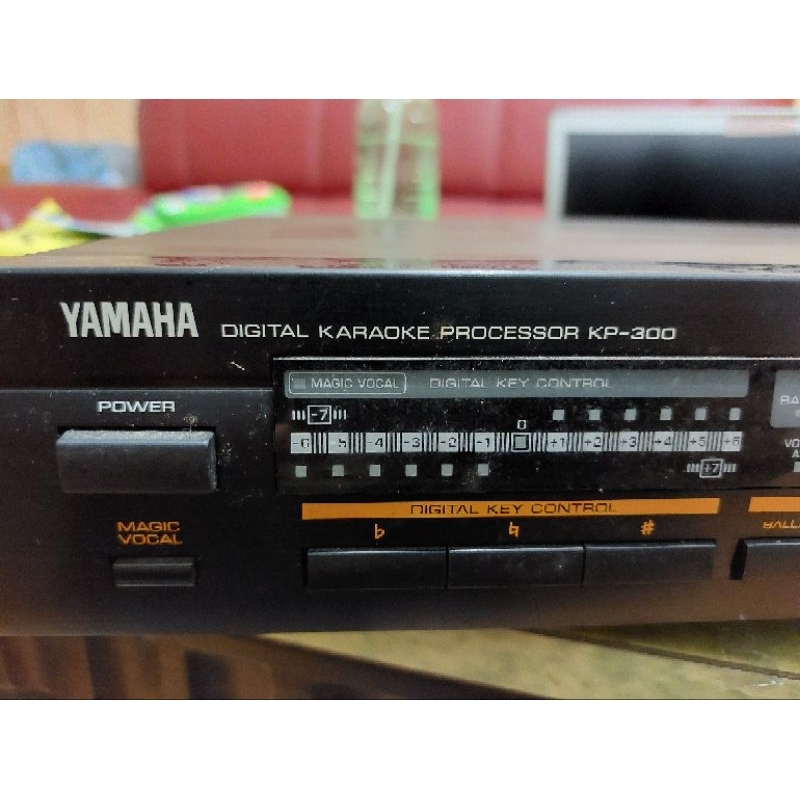 YAMAHA DIGITAL KARAOKE PROCESSOR KP-300
MAGIC VOCAL DIGITAL KEY CONTROL
POWER
-7
0
-6 -5 -4 -3 -2 -1 +1 +2 +3 +4 +5 +6
+7
DIGITAL KEY CONTROL
MAGIC
VOCAL
♭ ♮ #